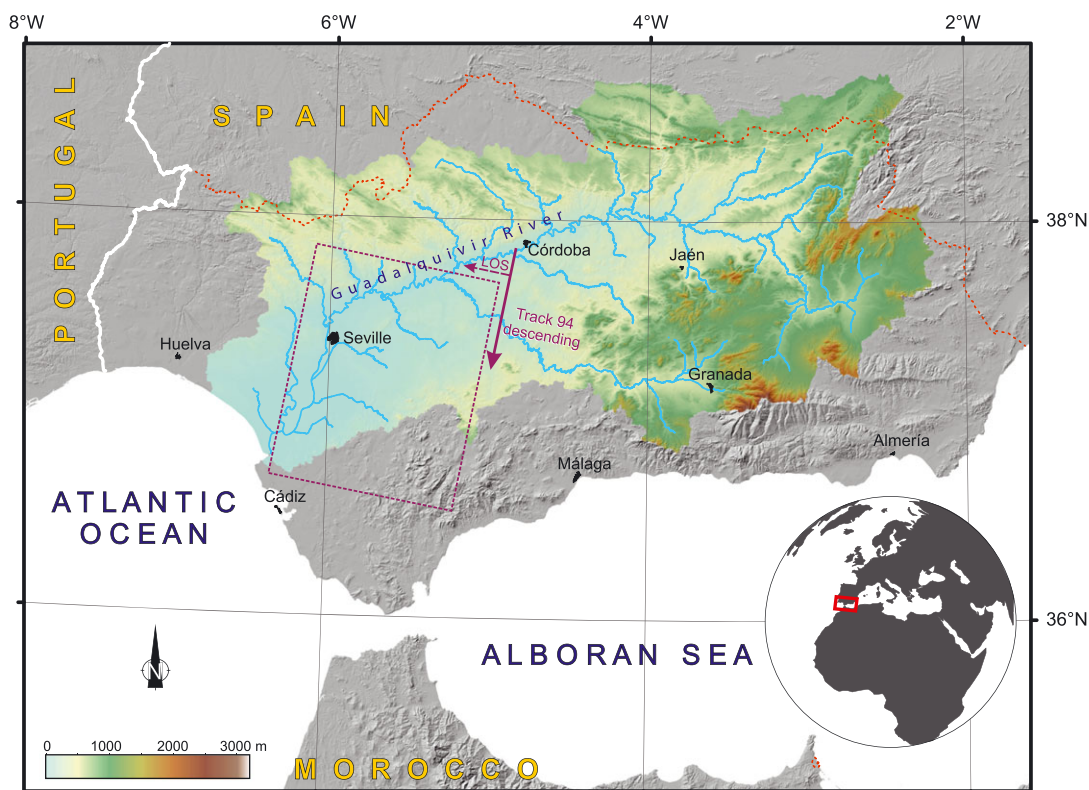 8°W
6°W
4°W
2°W
PORTUGAL
SPAIN
38°N
Guadalquivir River
Córdoba
LOS
Jaén
Track 94
descending
Huelva
Seville
Granada
Almería
Málaga
Cádiz
ATLANTIC
OCEAN
36°N
ALBORAN SEA
N
0 1000 2000 3000 m
MOROCCO